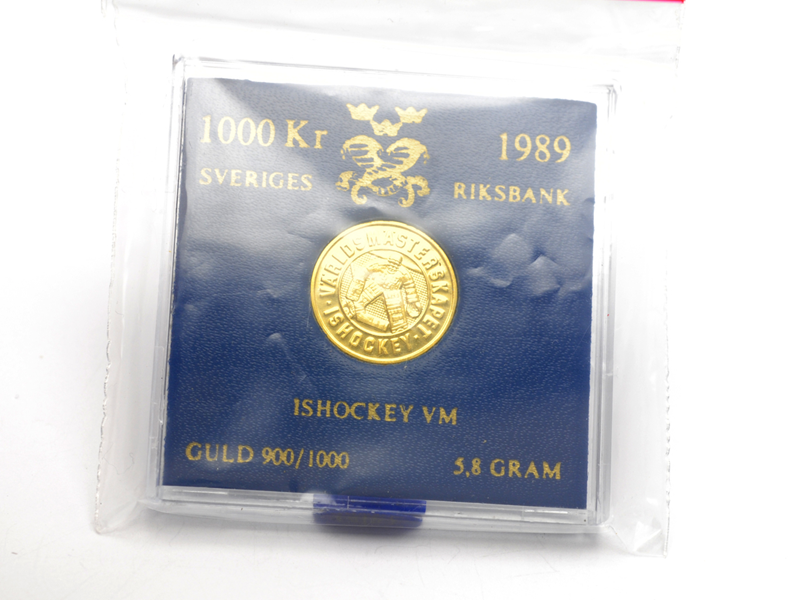 1000 Kr
1989
SVERIGES
RIKSBANK
VÄRLDSMÄSTERSKAPET
ISHOCKEY
ISHOCKEY VM
GULD 900/1000
5,8 GRAM